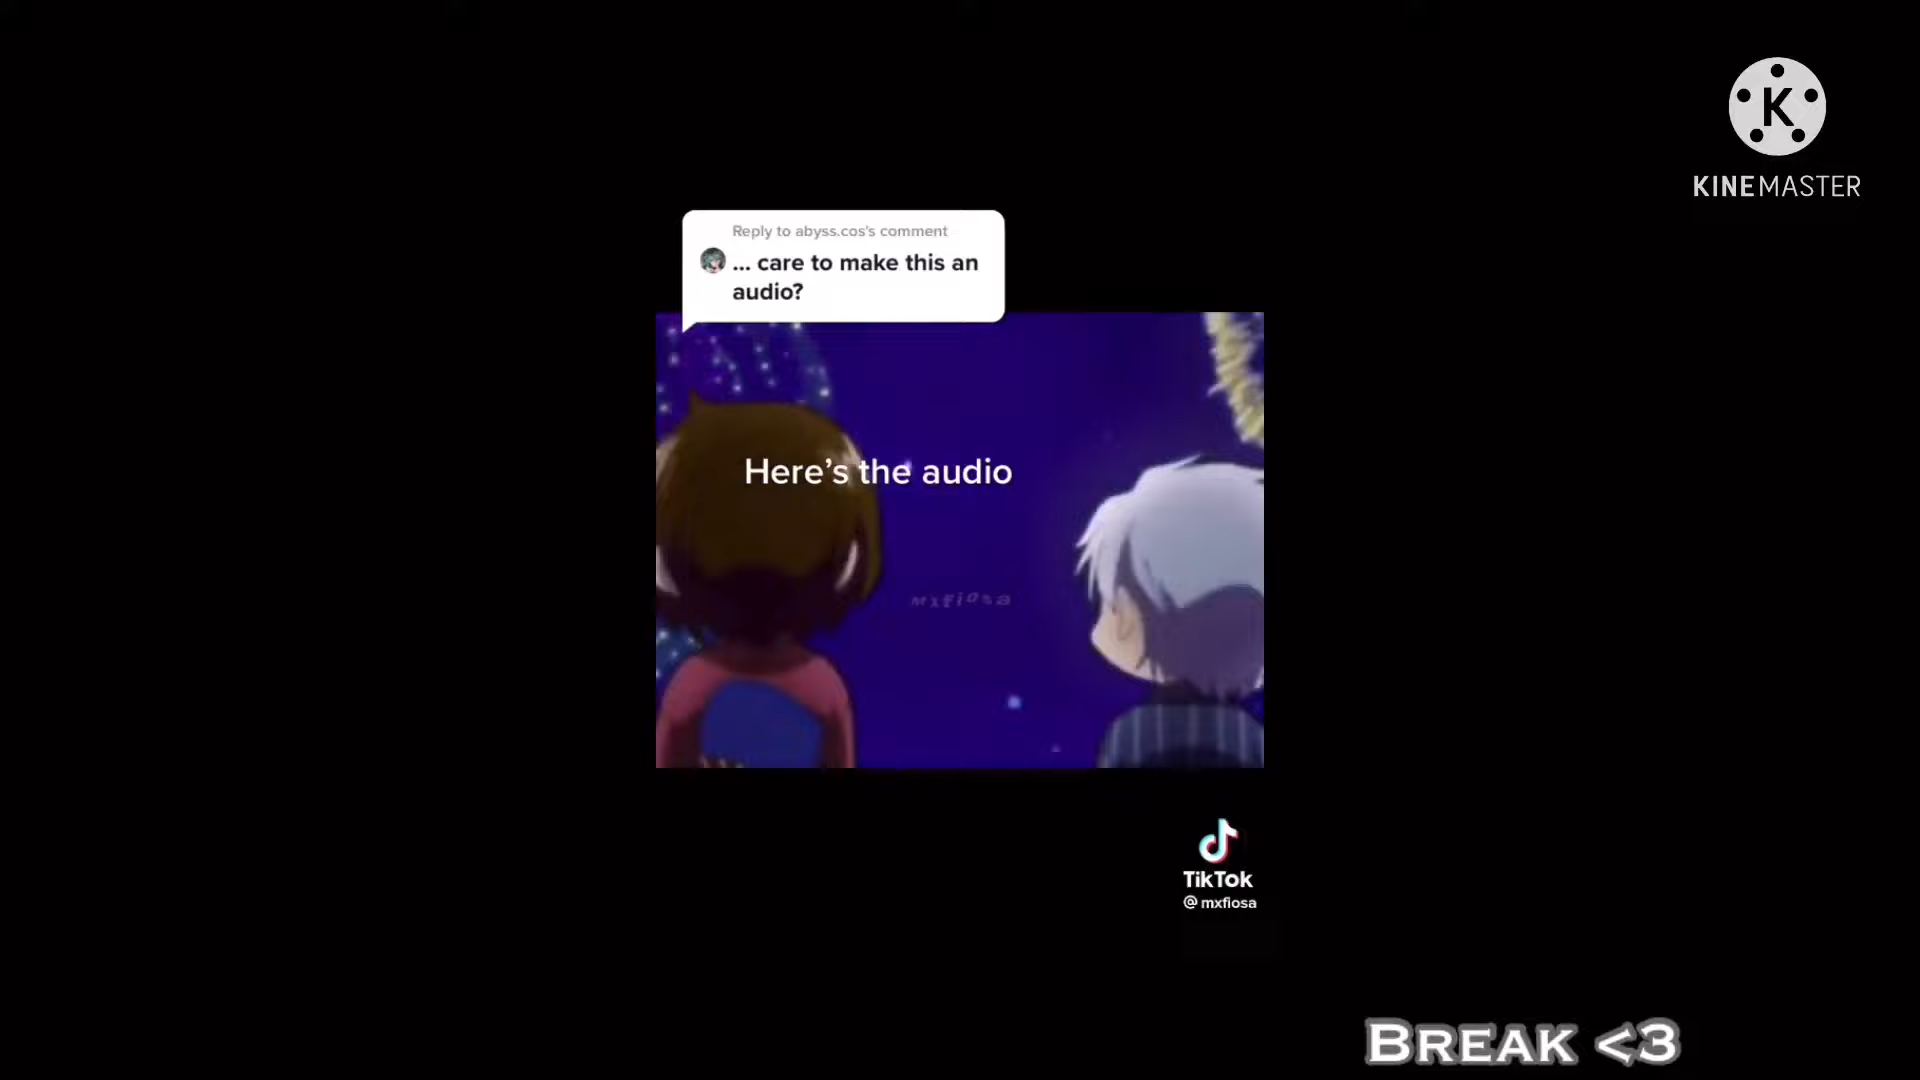 K
KINEMASTER
Reply to abyss.cos's comment
... care to make this an
audio?
Here's the audio
mxfiosa
TikTok
@mxfiosa
BREAK <3